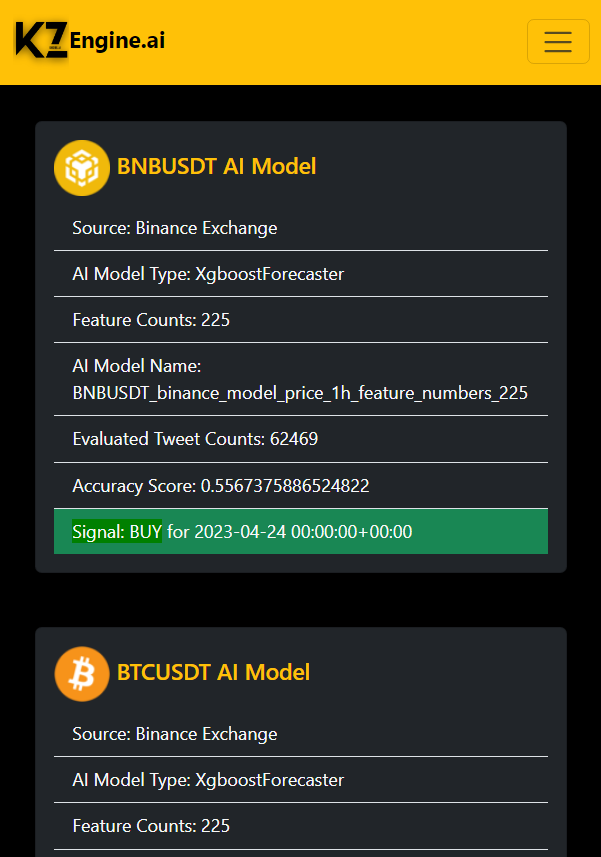 KZ Engine.ai
BNBUSDT AI Model
Source: Binance Exchange
AI Model Type: XgboostForecaster
Feature Counts: 225
AI Model Name:
BNBUSDT_binance_model_price_1h_feature_numbers_225
Evaluated Tweet Counts: 62469
Accuracy Score: 0.5567375886524822
Signal: BUY for 2023-04-24 00:00:00+00:00
BTCUSDT AI Model
Source: Binance Exchange
AI Model Type: XgboostForecaster
Feature Counts: 225